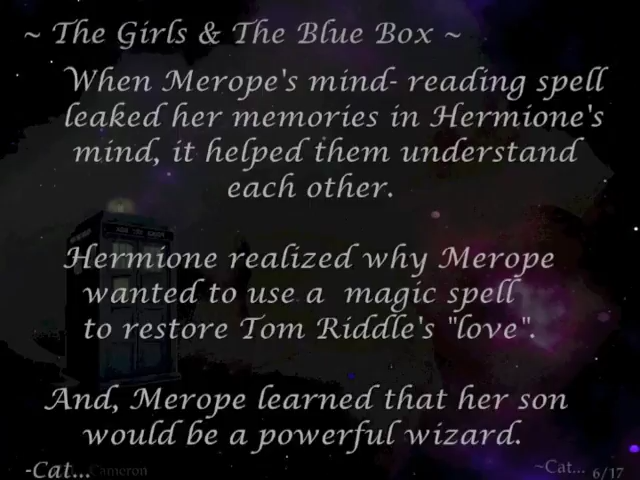 ~ The Girls & The Blue Box ~
When Merope's mind- reading spell
leaked her memories in Hermione's
mind, it helped them understand
each other.
Hermione realized why Merope
wanted to use a magic spell
to restore Tom Riddle's "love".
And, Merope learned that her son
would be a powerful wizard.
-Cat... Cameron
~Cat... 6/17